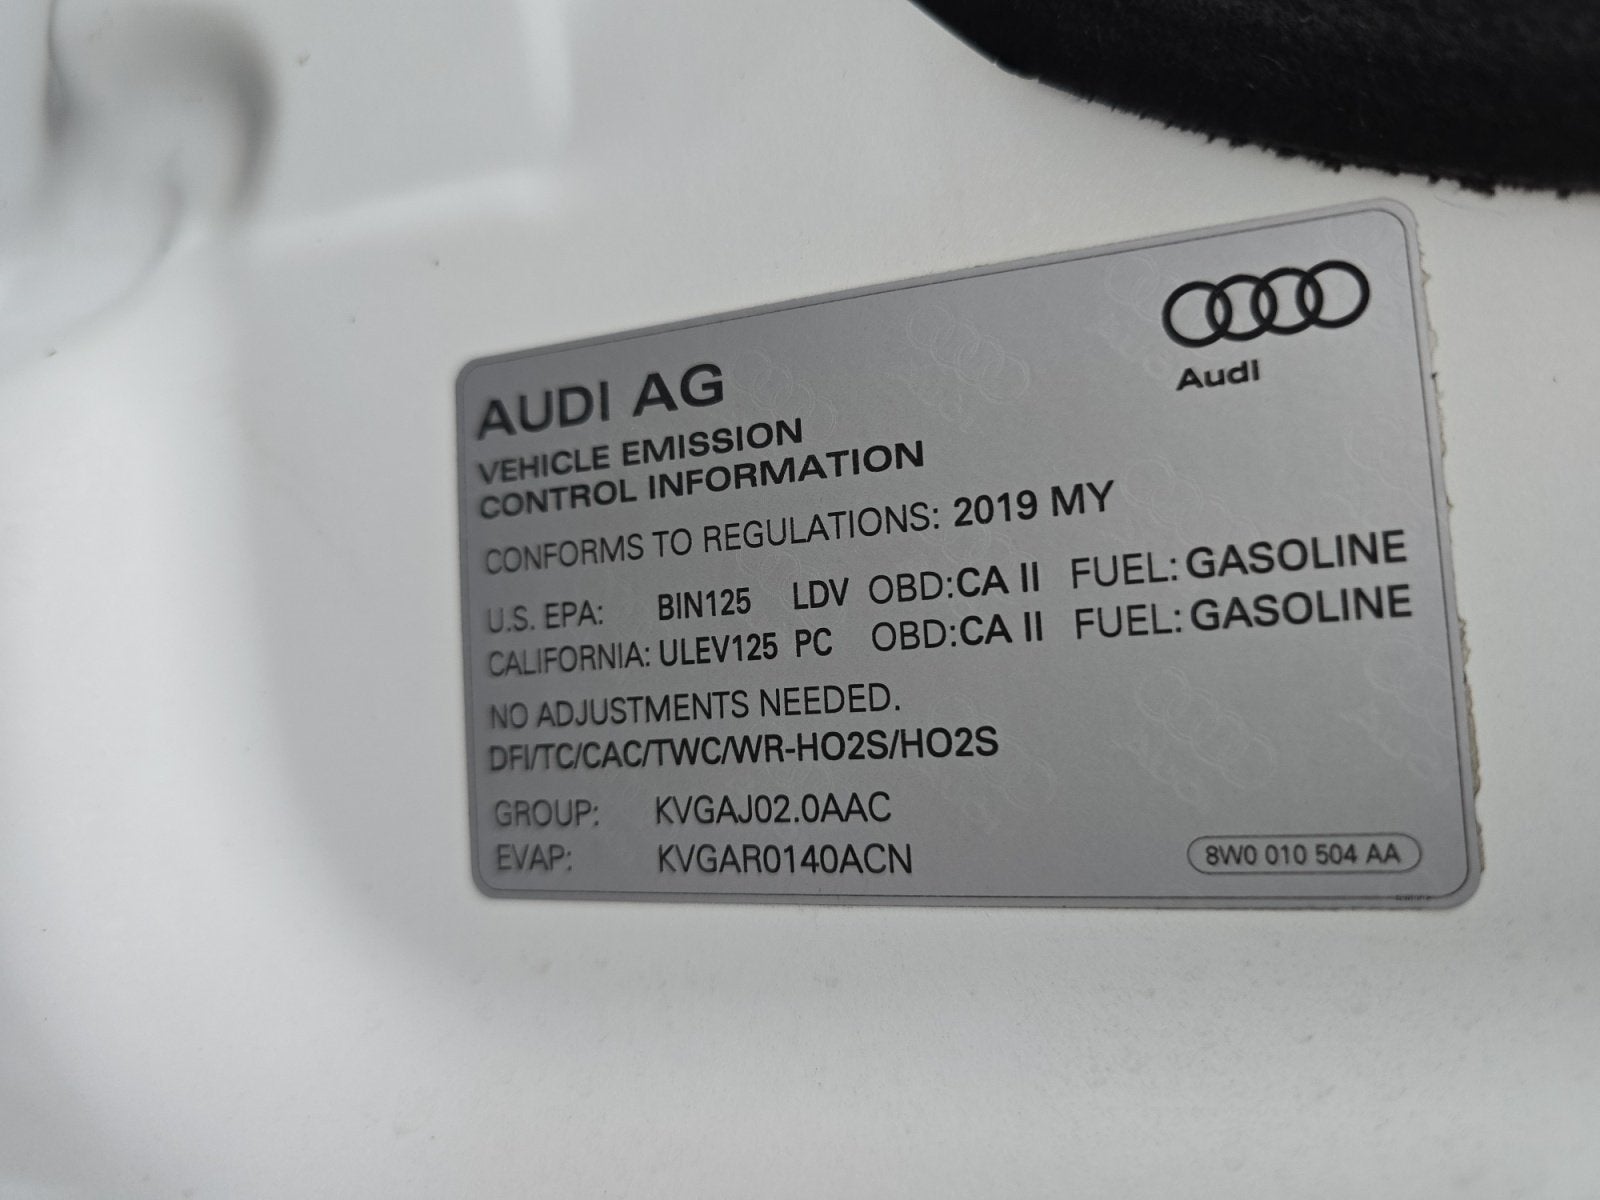 Audi
AUDI AG
VEHICLE EMISSION
CONTROL INFORMATION
CONFORMS TO REGULATIONS: 2019 MY
U.S. EPA: BIN125 LDV OBD:CA II FUEL: GASOLINE
CALIFORNIA: ULEV125 PC OBD:CA II FUEL: GASOLINE
NO ADJUSTMENTS NEEDED.
DFI/TC/CAC/TWC/WR-HO2S/HO2S
GROUP: KVGAJ02.0AAC
EVAP: KVGAR0140ACN
8W0 010 504 AA